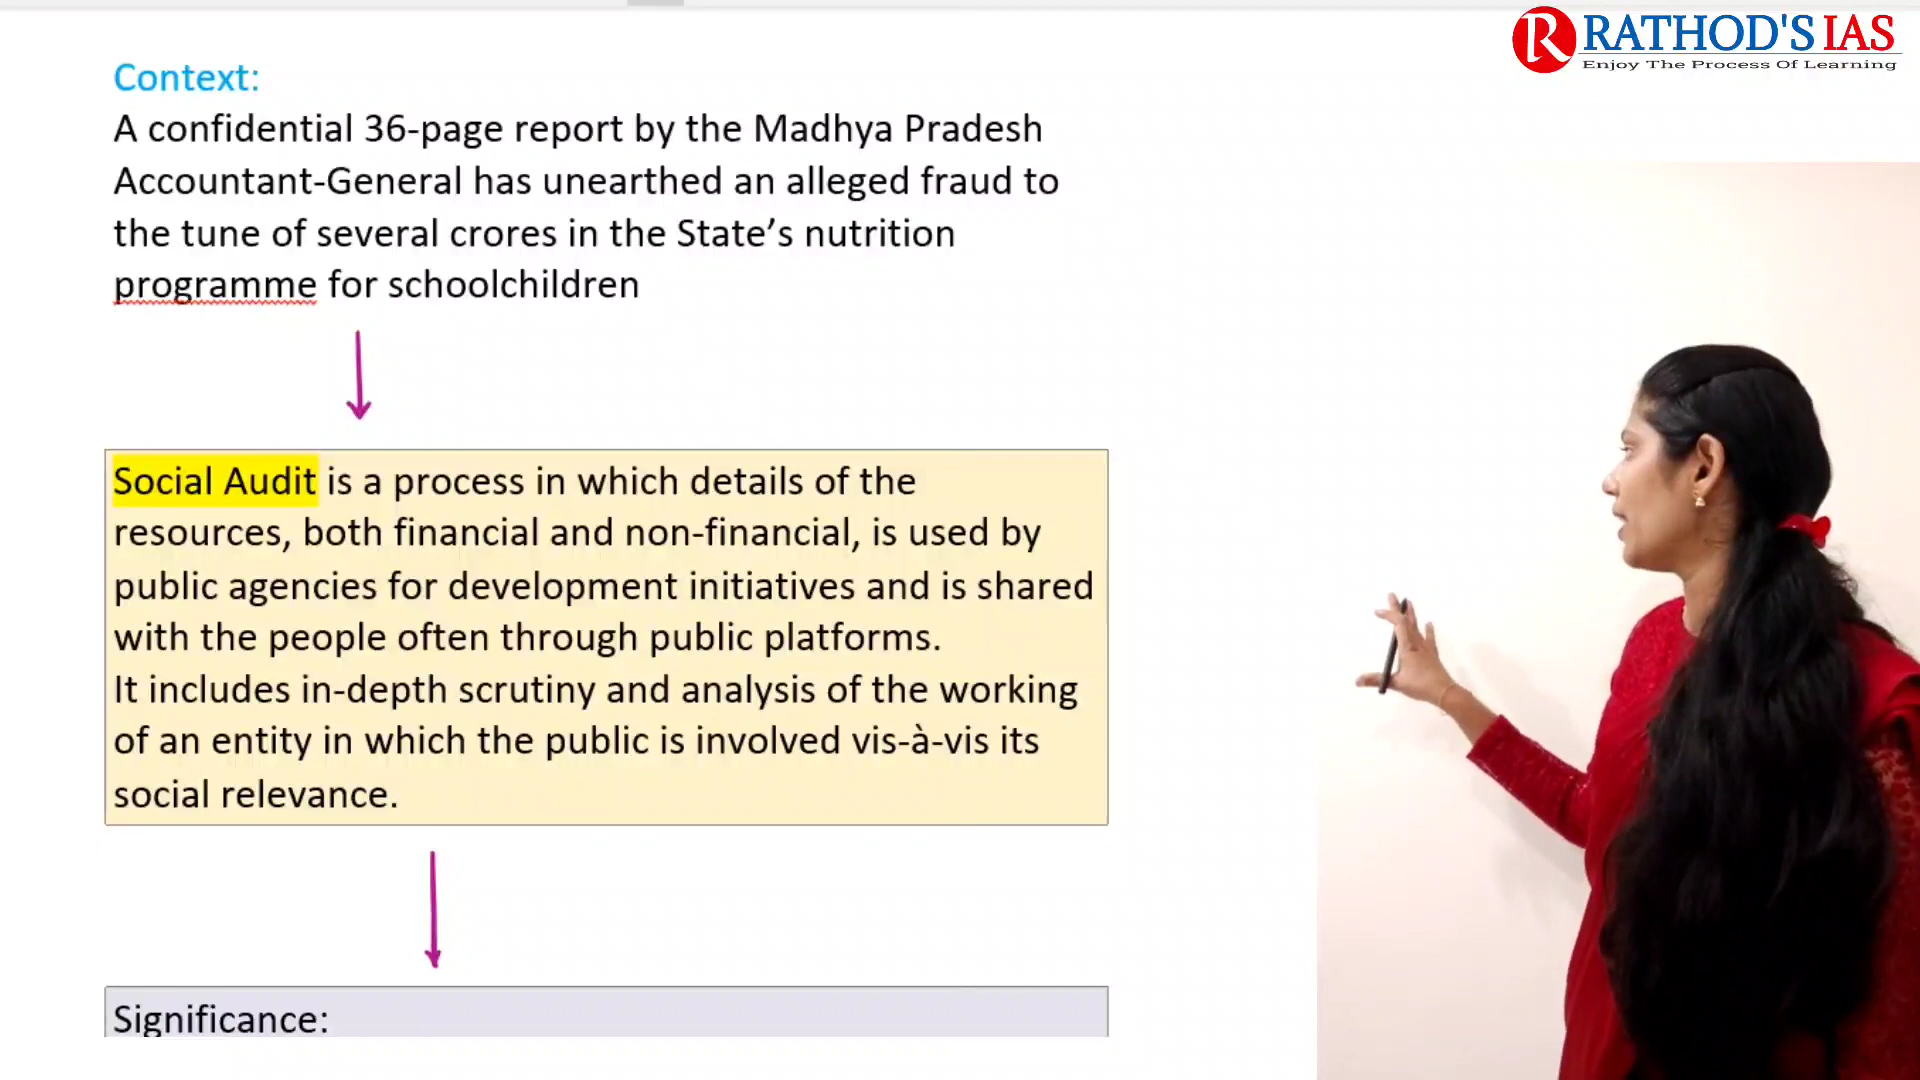 R RATHOD'S IAS
Enjoy The Process Of Learning
Context:
A confidential 36-page report by the Madhya Pradesh
Accountant-General has unearthed an alleged fraud to
the tune of several crores in the State’s nutrition
programme for schoolchildren
Social Audit is a process in which details of the
resources, both financial and non-financial, is used by
public agencies for development initiatives and is shared
with the people often through public platforms.
It includes in-depth scrutiny and analysis of the working
of an entity in which the public is involved vis-à-vis its
social relevance.
Significance: